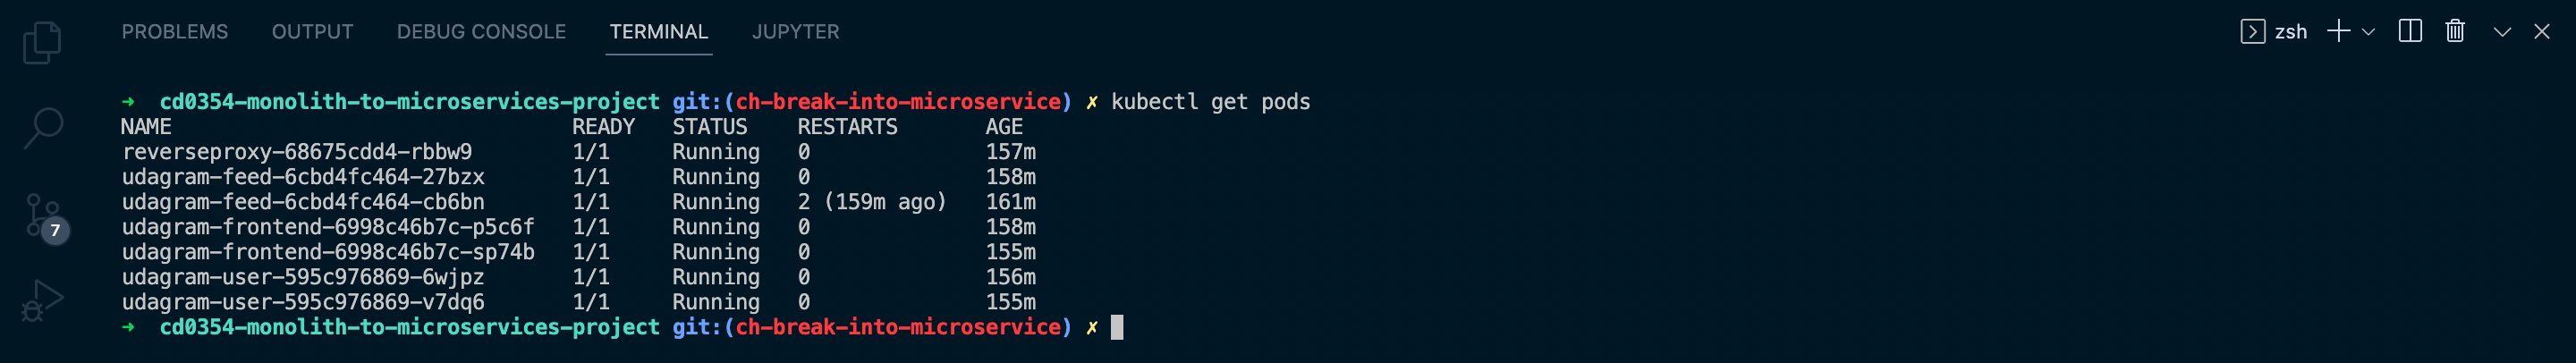 PROBLEMS OUTPUT DEBUG CONSOLE TERMINAL JUPYTER zsh
➜ cd0354-monolith-to-microservices-project git:(ch-break-into-microservice) ✗ kubectl get pods
NAME READY STATUS RESTARTS AGE
reverseproxy-68675cdd4-rbbw9 1/1 Running 0 157m
udagram-feed-6cbd4fc464-27bzx 1/1 Running 0 158m
udagram-feed-6cbd4fc464-cb6bn 1/1 Running 2 (159m ago) 161m
udagram-frontend-6998c46b7c-p5c6f 1/1 Running 0 158m
udagram-frontend-6998c46b7c-sp74b 1/1 Running 0 155m
udagram-user-595c976869-6wjpz 1/1 Running 0 156m
udagram-user-595c976869-v7dq6 1/1 Running 0 155m
➜ cd0354-monolith-to-microservices-project git:(ch-break-into-microservice) ✗
7